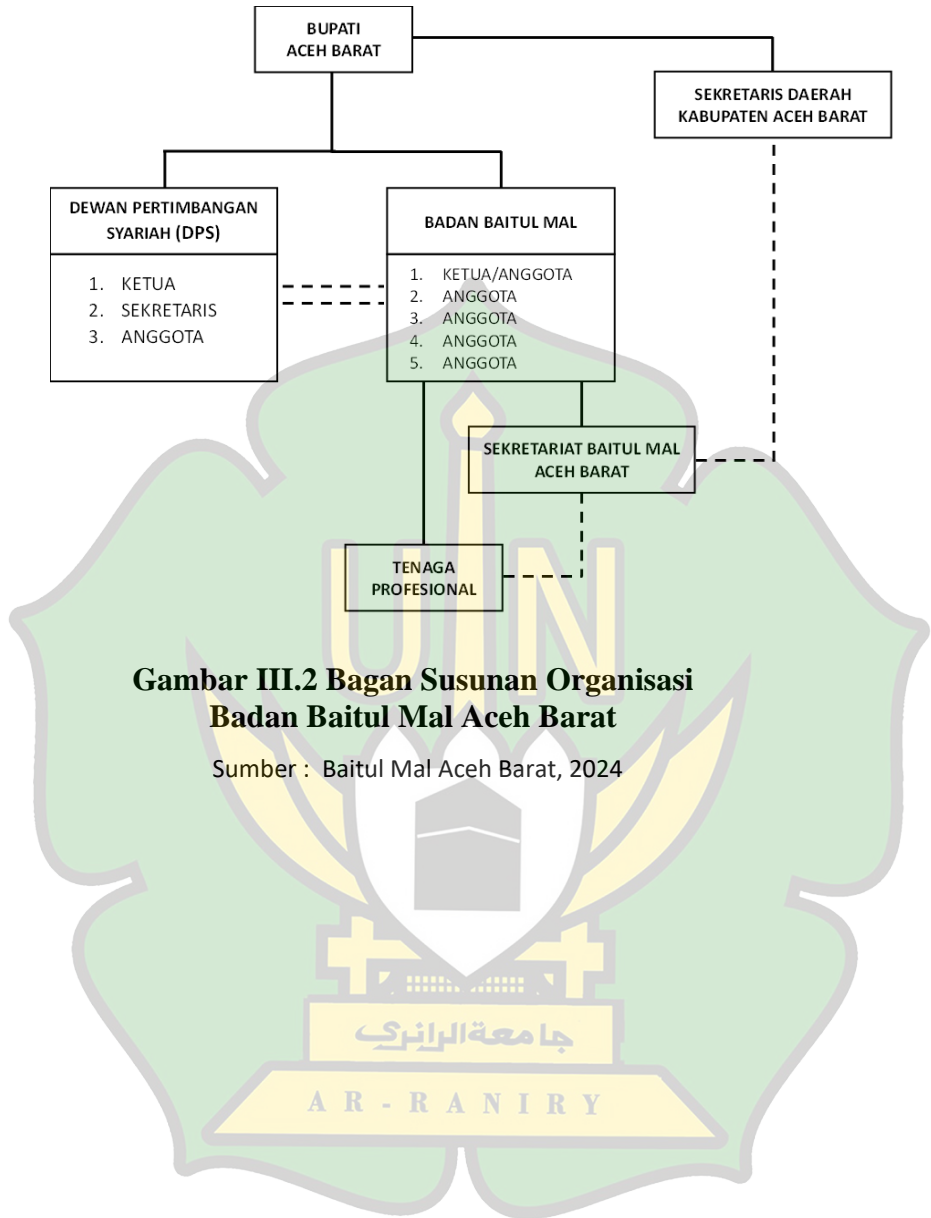 BUPATI
ACEH BARAT
SEKRETARIS DAERAH
KABUPATEN ACEH BARAT
DEWAN PERTIMBANGAN
SYARIAH (DPS)
1. KETUA
2. SEKRETARIS
3. ANGGOTA
BADAN BAITUL MAL
1. KETUA/ANGGOTA
2. ANGGOTA
3. ANGGOTA
4. ANGGOTA
5. ANGGOTA
SEKRETARIAT BAITUL MAL
ACEH BARAT
TENAGA
PROFESIONAL
UIN
Gambar III.2 Bagan Susunan Organisasi
Badan Baitul Mal Aceh Barat
Sumber : Baitul Mal Aceh Barat, 2024
جامعة الرانري
AR-RANIRY